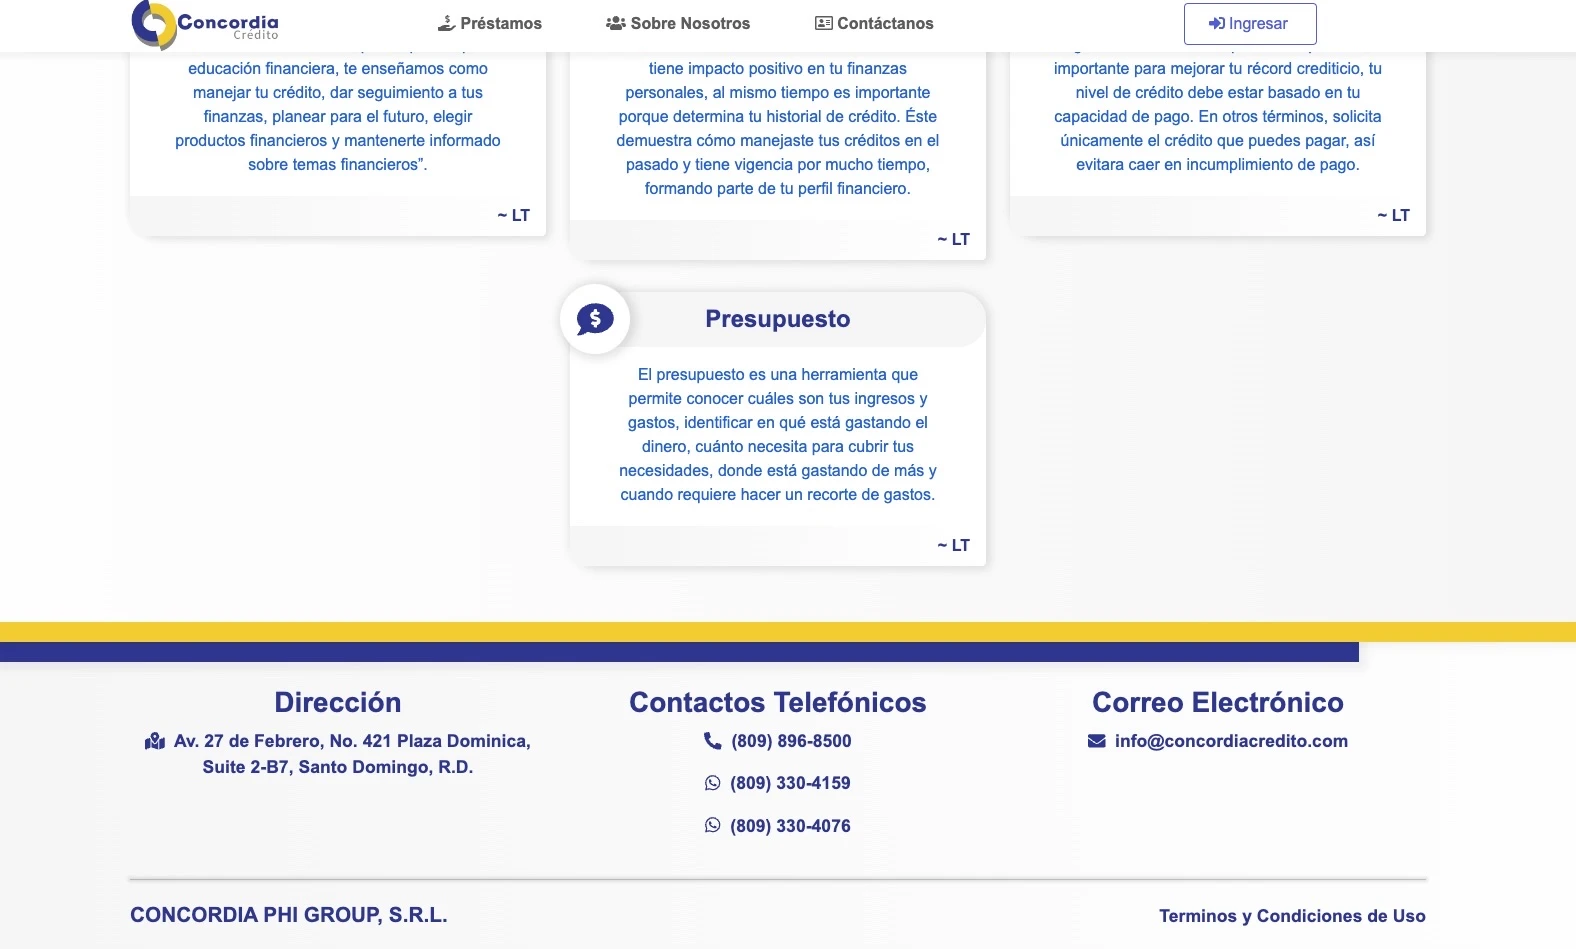 Concordia
Crédito
Préstamos
Sobre Nosotros
Contáctanos
Ingresar
educación financiera, te enseñamos como
manejar tu crédito, dar seguimiento a tus
finanzas, planear para el futuro, elegir
productos financieros y mantenerte informado
sobre temas financieros”.
~ LT
tiene impacto positivo en tu finanzas
personales, al mismo tiempo es importante
porque determina tu historial de crédito. Éste
demuestra cómo manejaste tus créditos en el
pasado y tiene vigencia por mucho tiempo,
formando parte de tu perfil financiero.
~ LT
importante para mejorar tu récord crediticio, tu
nivel de crédito debe estar basado en tu
capacidad de pago. En otros términos, solicita
únicamente el crédito que puedes pagar, así
evitara caer en incumplimiento de pago.
~ LT
Presupuesto
El presupuesto es una herramienta que
permite conocer cuáles son tus ingresos y
gastos, identificar en qué está gastando el
dinero, cuánto necesita para cubrir tus
necesidades, donde está gastando de más y
cuando requiere hacer un recorte de gastos.
~ LT
Dirección
Av. 27 de Febrero, No. 421 Plaza Dominica,
Suite 2-B7, Santo Domingo, R.D.
Contactos Telefónicos
(809) 896-8500
(809) 330-4159
(809) 330-4076
Correo Electrónico
info@concordiacredito.com
CONCORDIA PHI GROUP, S.R.L.
Terminos y Condiciones de Uso